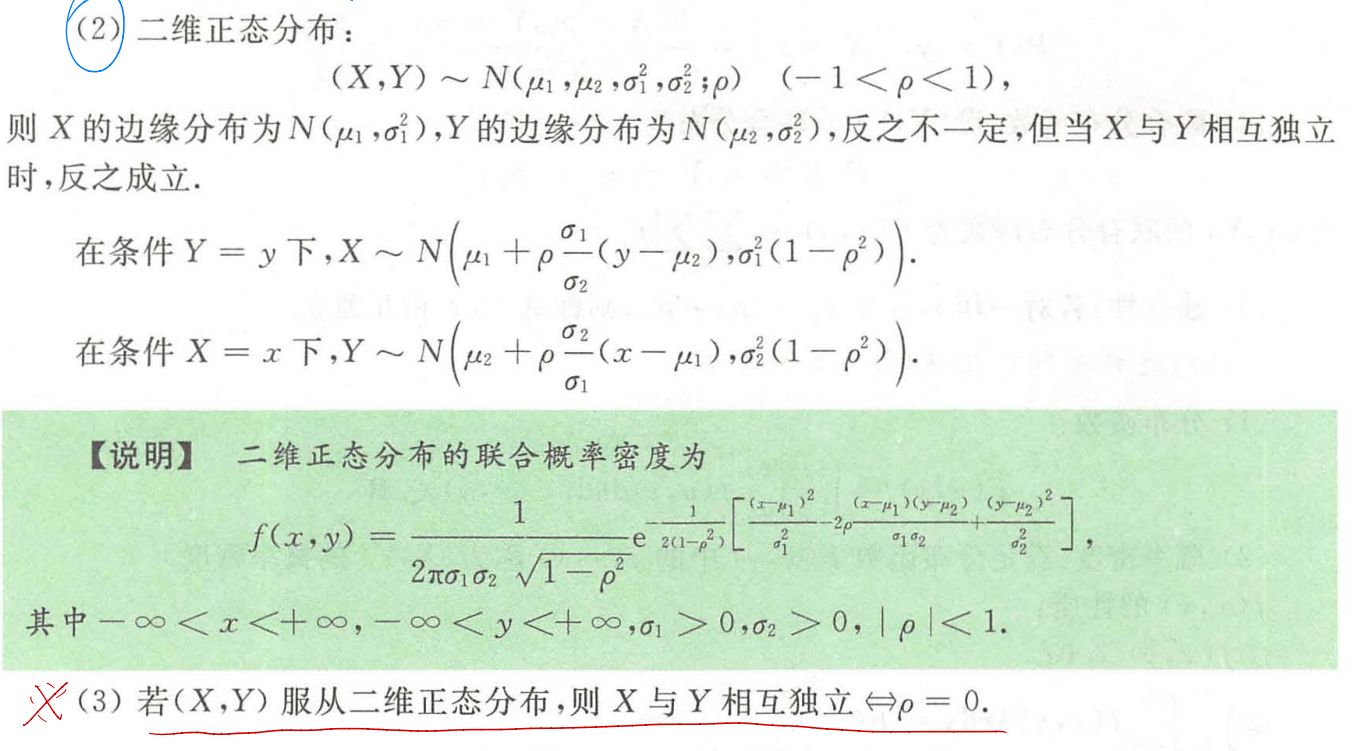 (2) 二维正态分布:
(X,Y) ~ N(μ₁,μ₂,σ₁²,σ₂²;ρ) (-1<ρ<1),
则 X 的边缘分布为 N(μ₁,σ₁²),Y 的边缘分布为 N(μ₂,σ₂²),反之不一定,但当 X 与 Y 相互独立
时,反之成立.
在条件 Y = y 下,X ~ N(μ₁ + ρ σ₁/σ₂ (y-μ₂),σ₁²(1-ρ²)).
在条件 X = x 下,Y ~ N(μ₂ + ρ σ₂/σ₁ (x-μ₁),σ₂²(1-ρ²)).
【说明】 二维正态分布的联合概率密度为
f(x,y) = 1/(2πσ₁σ₂√(1-ρ²)) e^{-1/(2(1-ρ²)) [(x-μ₁)²/σ₁² - 2ρ (x-μ₁)(y-μ₂)/(σ₁σ₂) + (y-μ₂)²/σ₂²]},
其中 -∞ < x < +∞, -∞ < y < +∞,σ₁ > 0,σ₂ > 0, |ρ| < 1.
(3) 若(X,Y) 服从二维正态分布,则 X 与 Y 相互独立 ⇔ ρ = 0.